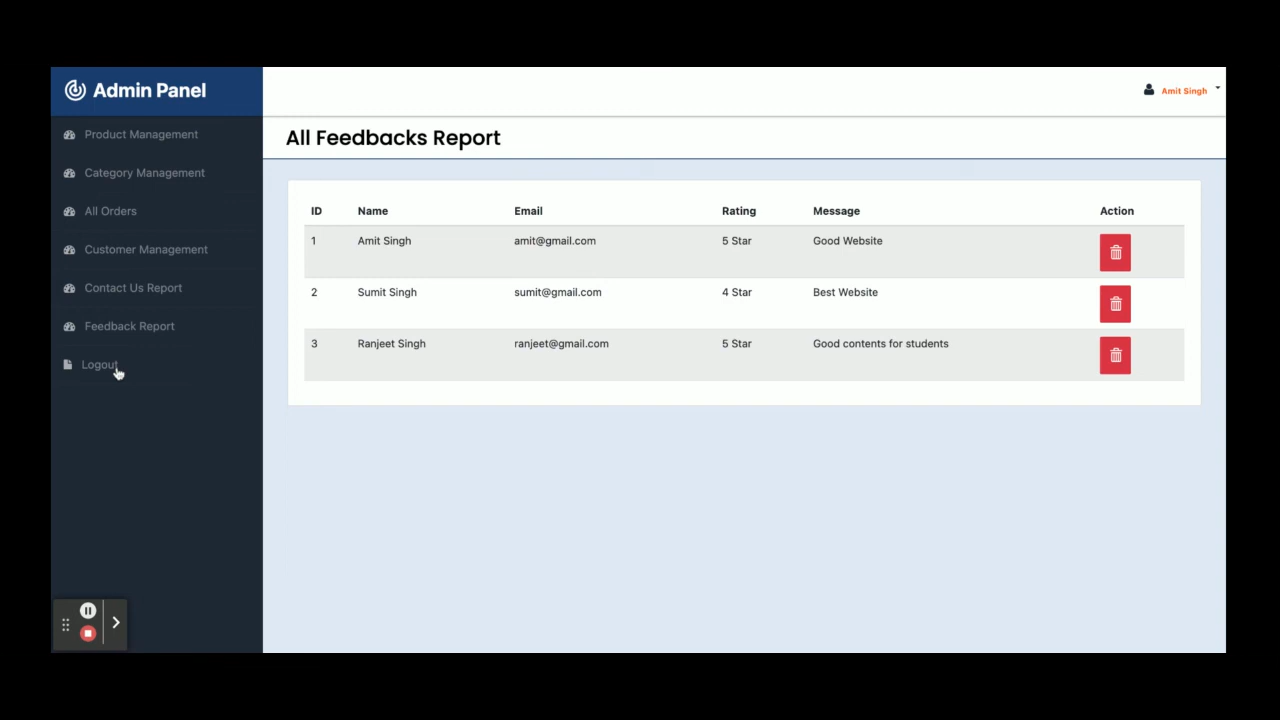 Admin Panel
Amit Singh
Product Management
Category Management
All Orders
Customer Management
Contact Us Report
Feedback Report
Logout
All Feedbacks Report
ID Name Email Rating Message Action
1 Amit Singh amit@gmail.com 5 Star Good Website
2 Sumit Singh sumit@gmail.com 4 Star Best Website
3 Ranjeet Singh ranjeet@gmail.com 5 Star Good contents for students